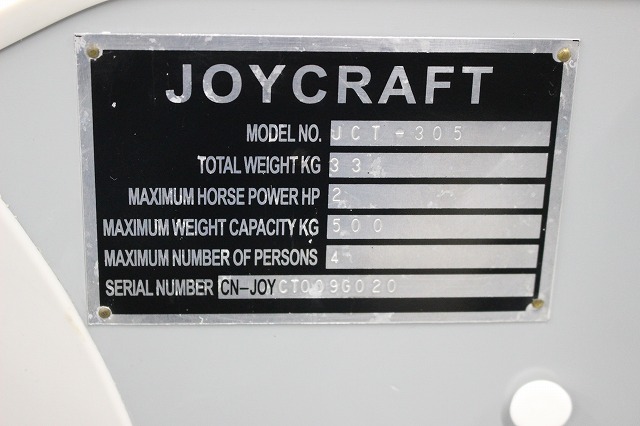 JOYCRAFT
MODEL NO. JCT-305
TOTAL WEIGHT KG 33
MAXIMUM HORSE POWER HP 2
MAXIMUM WEIGHT CAPACITY KG 500
MAXIMUM NUMBER OF PERSONS 4
SERIAL NUMBER CN-JOYCT009G020